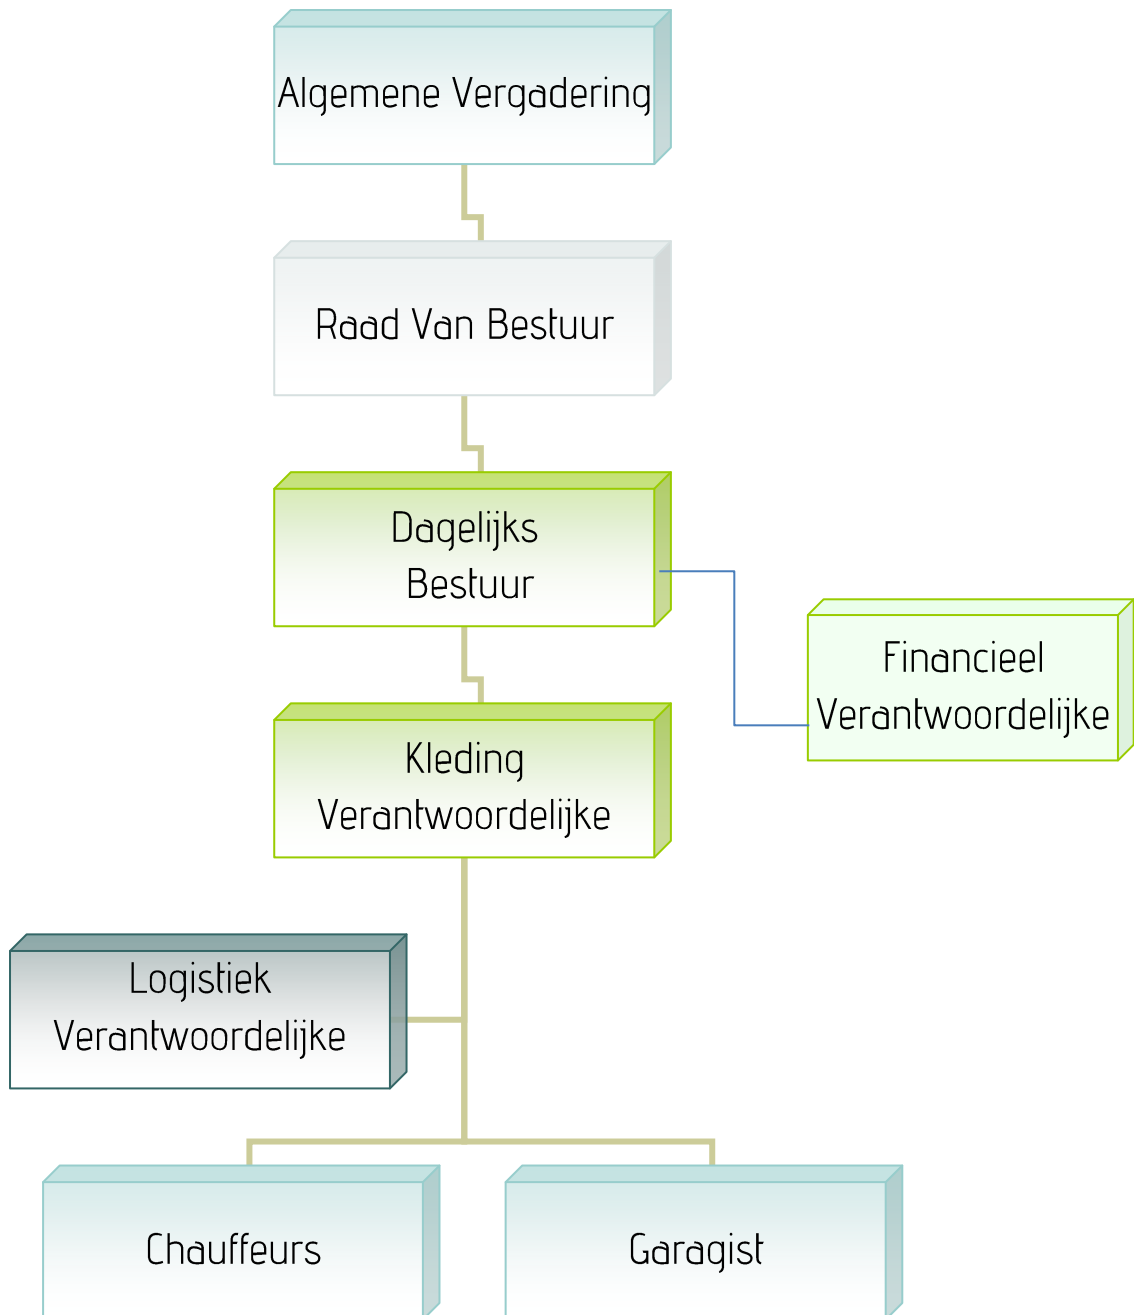 Algemene Vergadering
Raad Van Bestuur
Dagelijks
Bestuur
Financieel
Verantwoordelijke
Kleding
Verantwoordelijke
Logistiek
Verantwoordelijke
Chauffeurs
Garagist